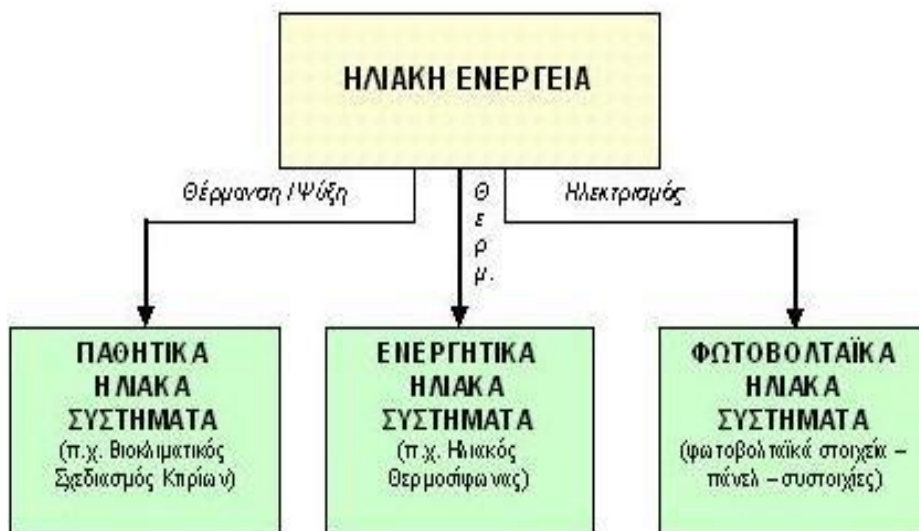 ΗΛΙΑΚΗ ΕΝΕΡΓΕΙΑ
Θέρμανση /Ψύξη
Θερμ.
Ηλεκτρισμός
ΠΑΘΗΤΙΚΑ
ΗΛΙΑΚΑ
ΣΥΣΤΗΜΑΤΑ
(π.χ. Βιοκλιματικός
Σχεδιασμός Κτιρίων)
ΕΝΕΡΓΗΤΙΚΑ
ΗΛΙΑΚΑ
ΣΥΣΤΗΜΑΤΑ
(π.χ. Ηλιακός
Θερμοσίφωνας)
ΦΩΤΟΒΟΛΤΑΪΚΑ
ΗΛΙΑΚΑ
ΣΥΣΤΗΜΑΤΑ
(φωτοβολταϊκά στοιχεία –
πάνελ – συστοιχίες)